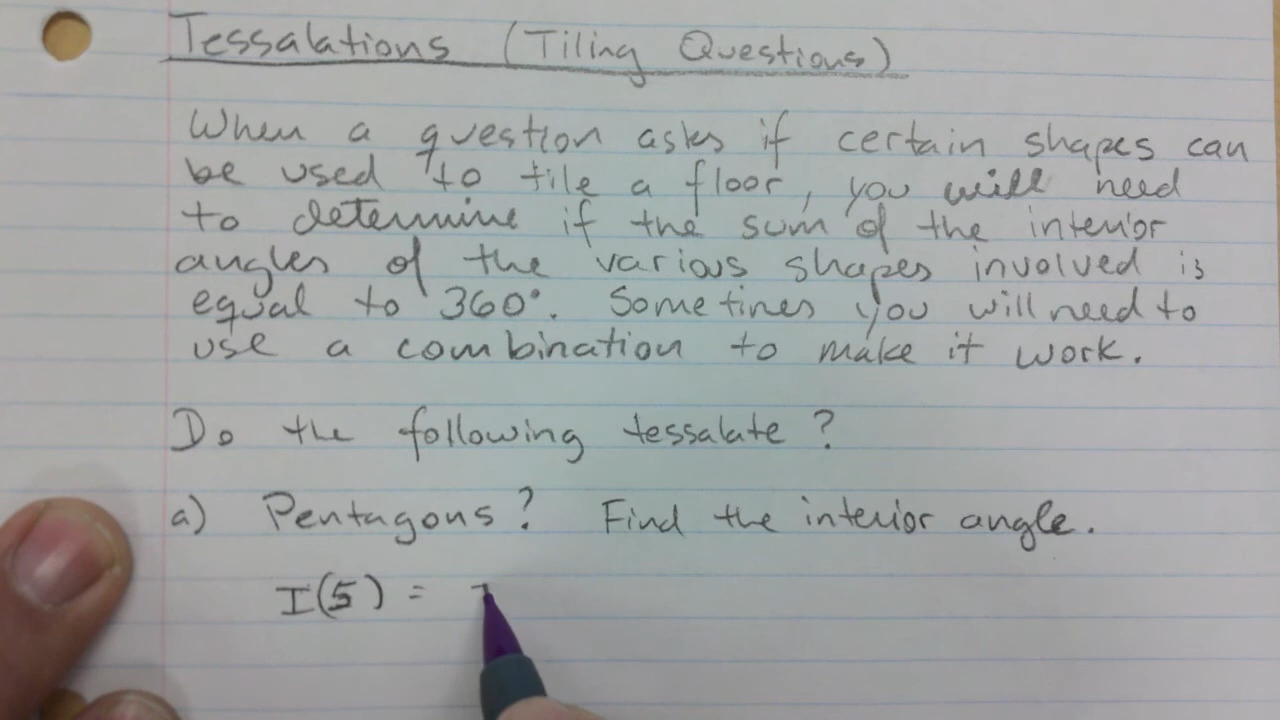 Tessalations (Tiling Questions)
When a question asks if certain shapes can
be used to tile a floor, you will need
to determine if the sum of the interior
angles of the various shapes involved is
equal to 360°. Sometimes you will need to
use a combination to make it work.
Do the following tessalate?
a) Pentagons? Find the interior angle.
I(5) =